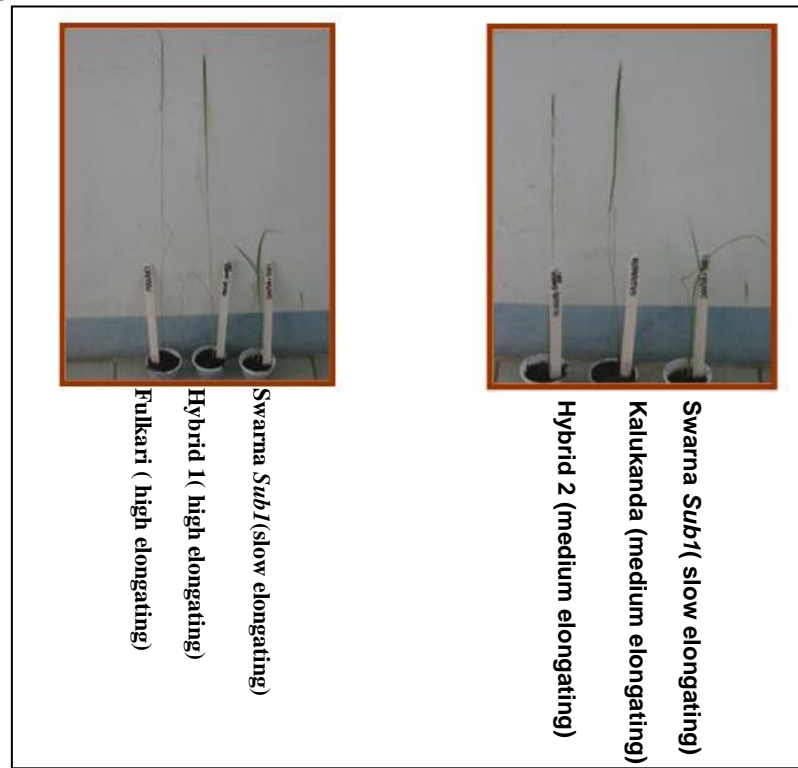 Fulkari ( high elongating)
Hybrid 1( high elongating)
Swarna Sub1(slow elongating)
Hybrid 2 (medium elongating)
Kalukanda (medium elongating)
Swarna Sub1( slow elongating)